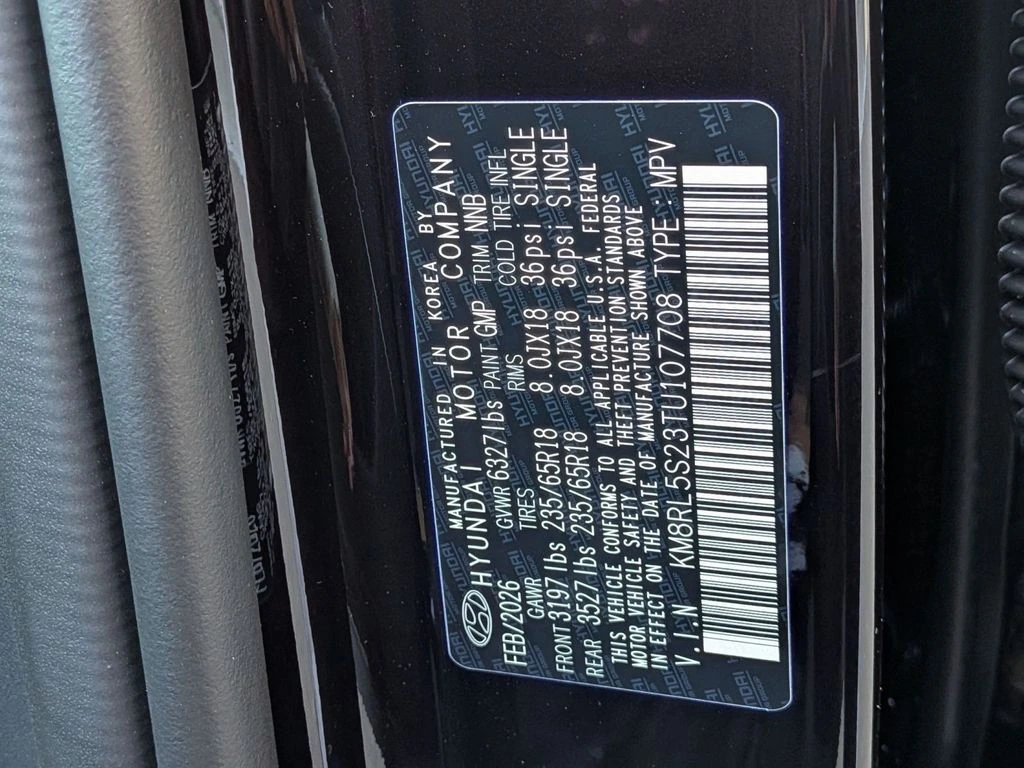 MANUFACTURED IN KOREA BY
HYUNDAI MOTOR COMPANY
FEB/2026 GVWR 6327lbs PAINT GMP TRIM NNB
GAWR TIRES RIMS COLD TIRE INFL
FRONT 3197lbs 235/65R18 8.0JX18 36psi SINGLE
REAR 3527lbs 235/65R18 8.0JX18 36psi SINGLE
THIS VEHICLE CONFORMS TO ALL APPLICABLE U.S.A. FEDERAL
MOTOR VEHICLE SAFETY AND THEFT PREVENTION STANDARDS
IN EFFECT ON THE DATE OF MANUFACTURE SHOWN ABOVE
V.I.N KM8RL5S23TU107708 TYPE:MPV